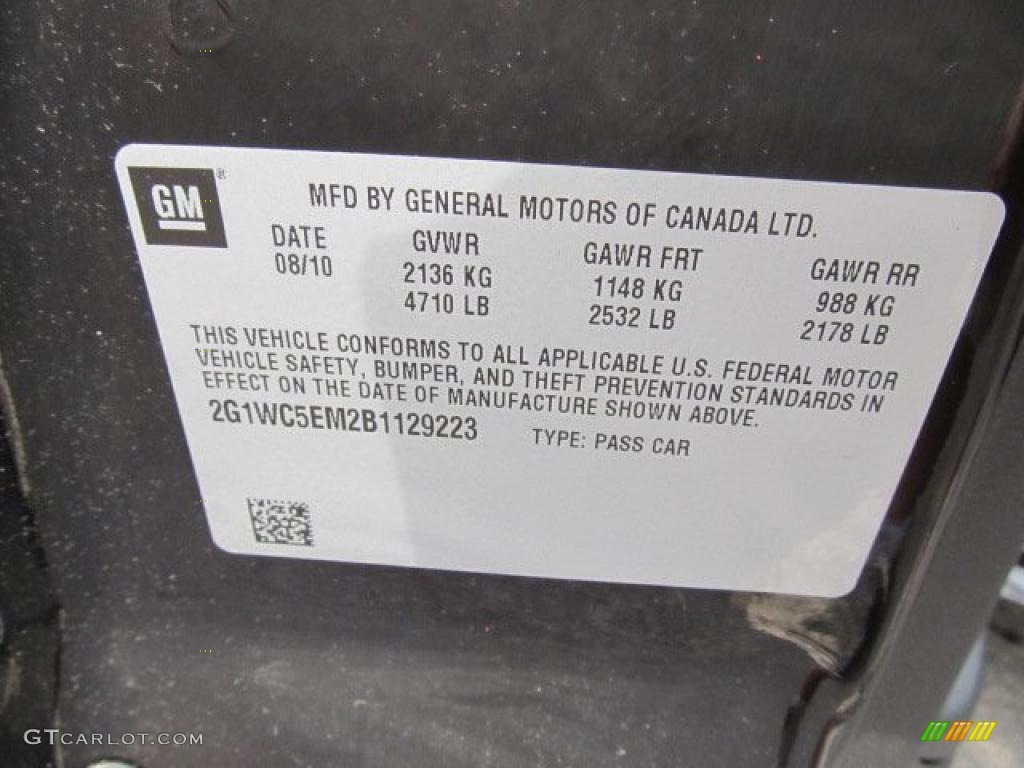 GM ®
MFD BY GENERAL MOTORS OF CANADA LTD.
DATE GVWR GAWR FRT GAWR RR
08/10 2136 KG 1148 KG 988 KG
4710 LB 2532 LB 2178 LB
THIS VEHICLE CONFORMS TO ALL APPLICABLE U.S. FEDERAL MOTOR
VEHICLE SAFETY, BUMPER, AND THEFT PREVENTION STANDARDS IN
EFFECT ON THE DATE OF MANUFACTURE SHOWN ABOVE.
2G1WC5EM2B1129223 TYPE: PASS CAR
GTCARLOT.COM